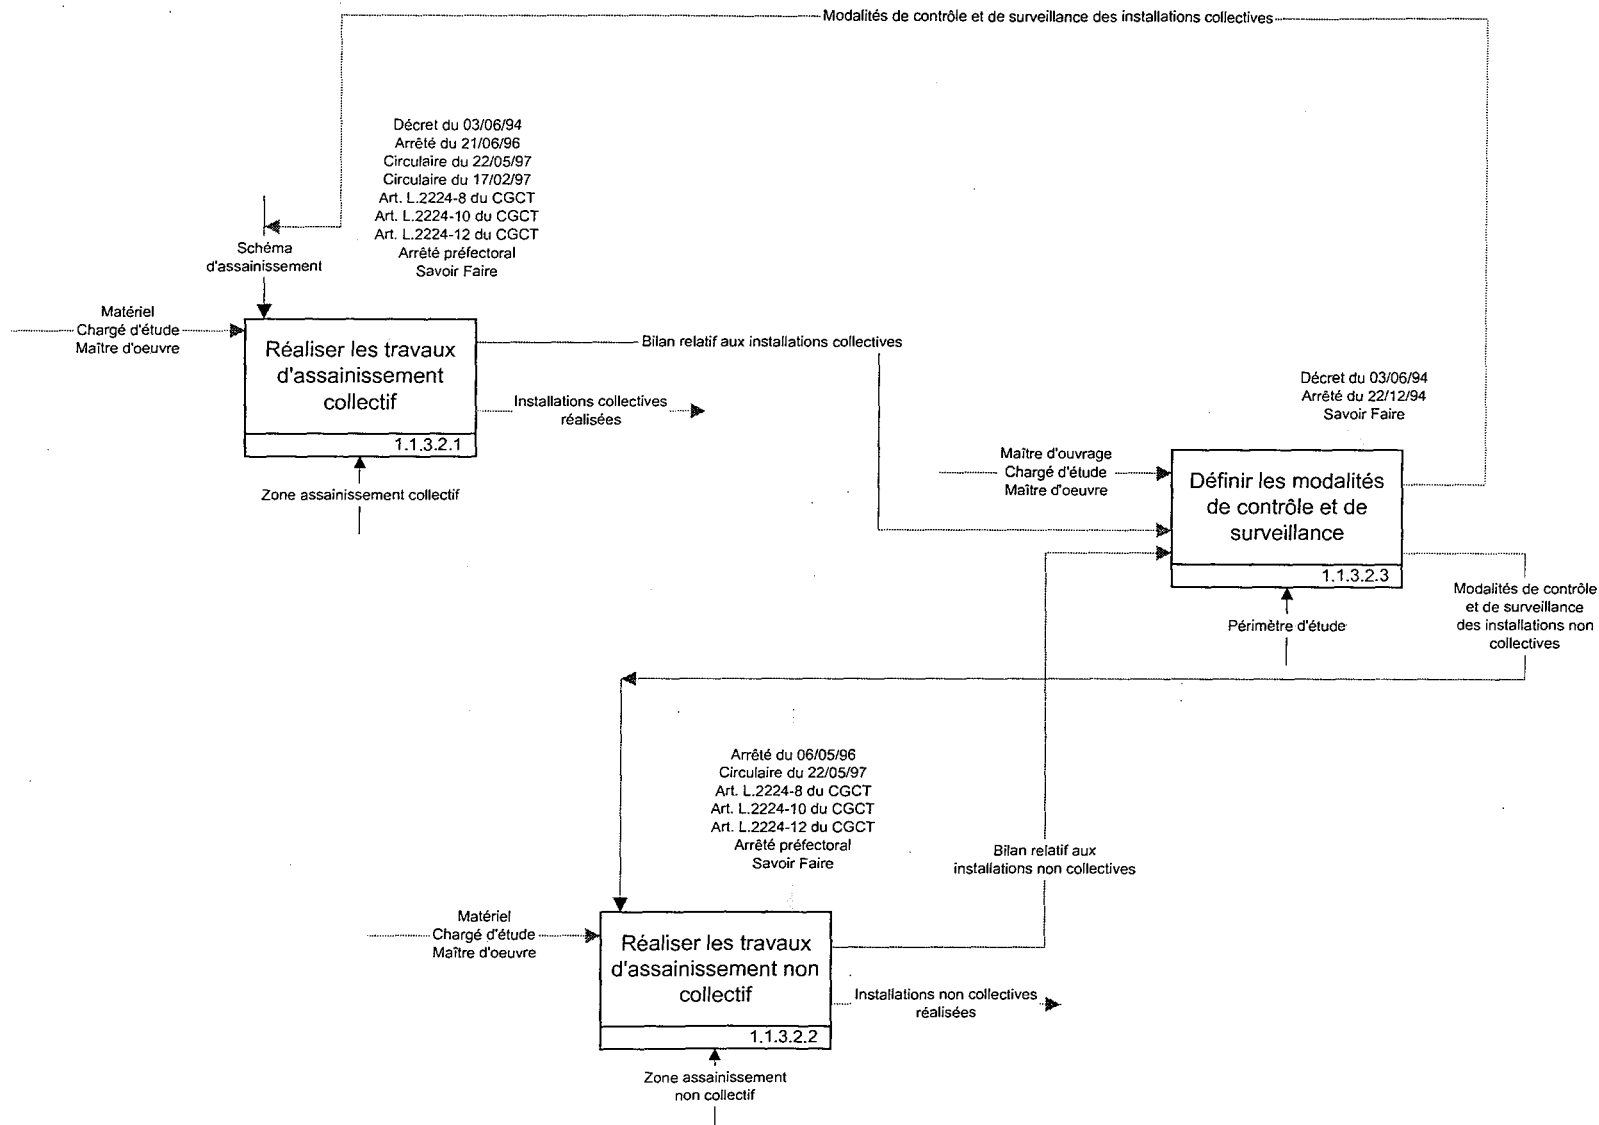 Modalités de contrôle et de surveillance des installations collectives
Décret du 03/06/94
Arrêté du 21/06/96
Circulaire du 22/05/97
Circulaire du 17/02/97
Art. L.2224-8 du CGCT
Art. L.2224-10 du CGCT
Art. L.2224-12 du CGCT
Arrêté préfectoral
Savoir Faire
Schéma
d'assainissement
Matériel
Chargé d'étude
Maître d'oeuvre
Réaliser les travaux
d'assainissement
collectif
1.1.3.2.1
Zone assainissement collectif
Bilan relatif aux installations collectives
Installations collectives
réalisées
Décret du 03/06/94
Arrêté du 22/12/94
Savoir Faire
Maître d'ouvrage
Chargé d'étude
Maître d'oeuvre
Définir les modalités
de contrôle et de
surveillance
1.1.3.2.3
Périmètre d'étude
Modalités de contrôle
et de surveillance
des installations non
collectives
Arrêté du 06/05/96
Circulaire du 22/05/97
Art. L.2224-8 du CGCT
Art. L.2224-10 du CGCT
Art. L.2224-12 du CGCT
Arrêté préfectoral
Savoir Faire
Bilan relatif aux
installations non collectives
Matériel
Chargé d'étude
Maître d'oeuvre
Réaliser les travaux
d'assainissement non
collectif
1.1.3.2.2
Installations non collectives
réalisées
Zone assainissement
non collectif